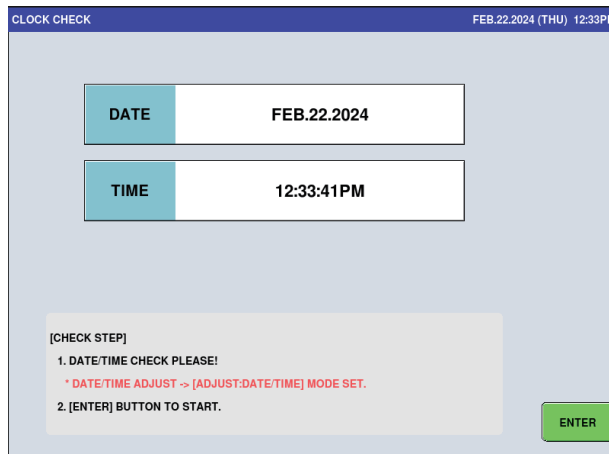 CLOCK CHECK FEB.22.2024 (THU) 12:33P
DATE FEB.22.2024
TIME 12:33:41PM
[CHECK STEP]
1. DATE/TIME CHECK PLEASE!
* DATE/TIME ADJUST -> [ADJUST:DATE/TIME] MODE SET.
2. [ENTER] BUTTON TO START.
ENTER